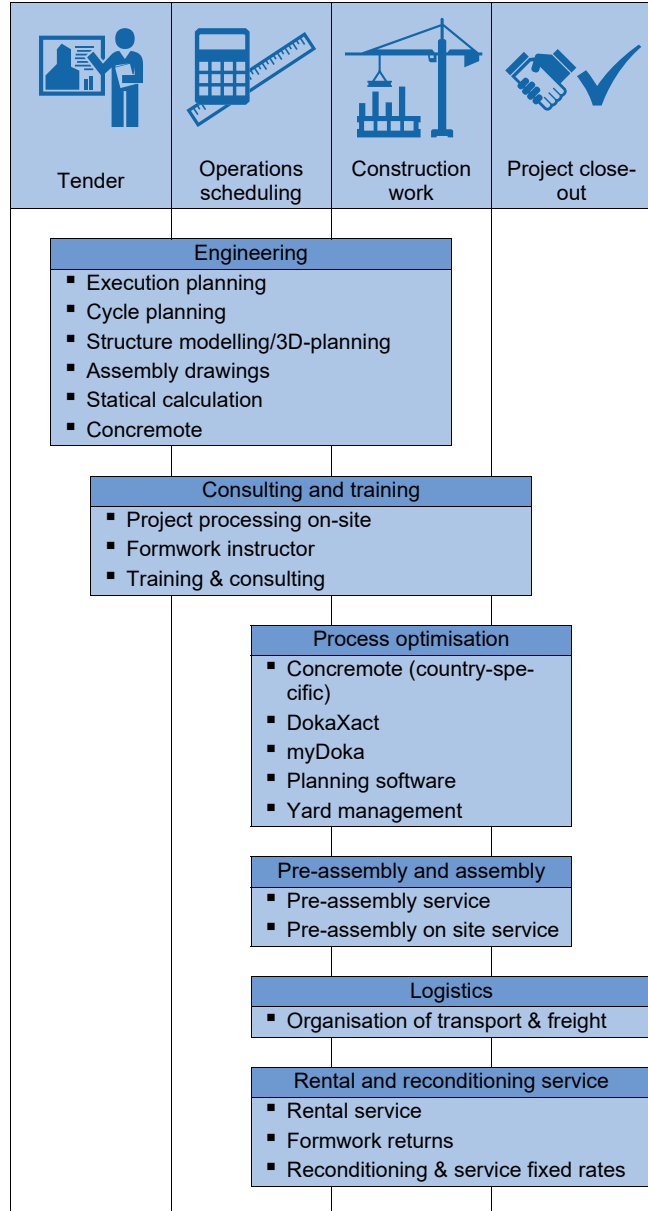 Tender
Operations
scheduling
Construction
work
Project close-
out
Engineering
▪ Execution planning
▪ Cycle planning
▪ Structure modelling/3D-planning
▪ Assembly drawings
▪ Statical calculation
▪ Concremote
Consulting and training
▪ Project processing on-site
▪ Formwork instructor
▪ Training & consulting
Process optimisation
▪ Concremote (country-spe-
cific)
▪ DokaXact
▪ myDoka
▪ Planning software
▪ Yard management
Pre-assembly and assembly
▪ Pre-assembly service
▪ Pre-assembly on site service
Logistics
▪ Organisation of transport & freight
Rental and reconditioning service
▪ Rental service
▪ Formwork returns
▪ Reconditioning & service fixed rates